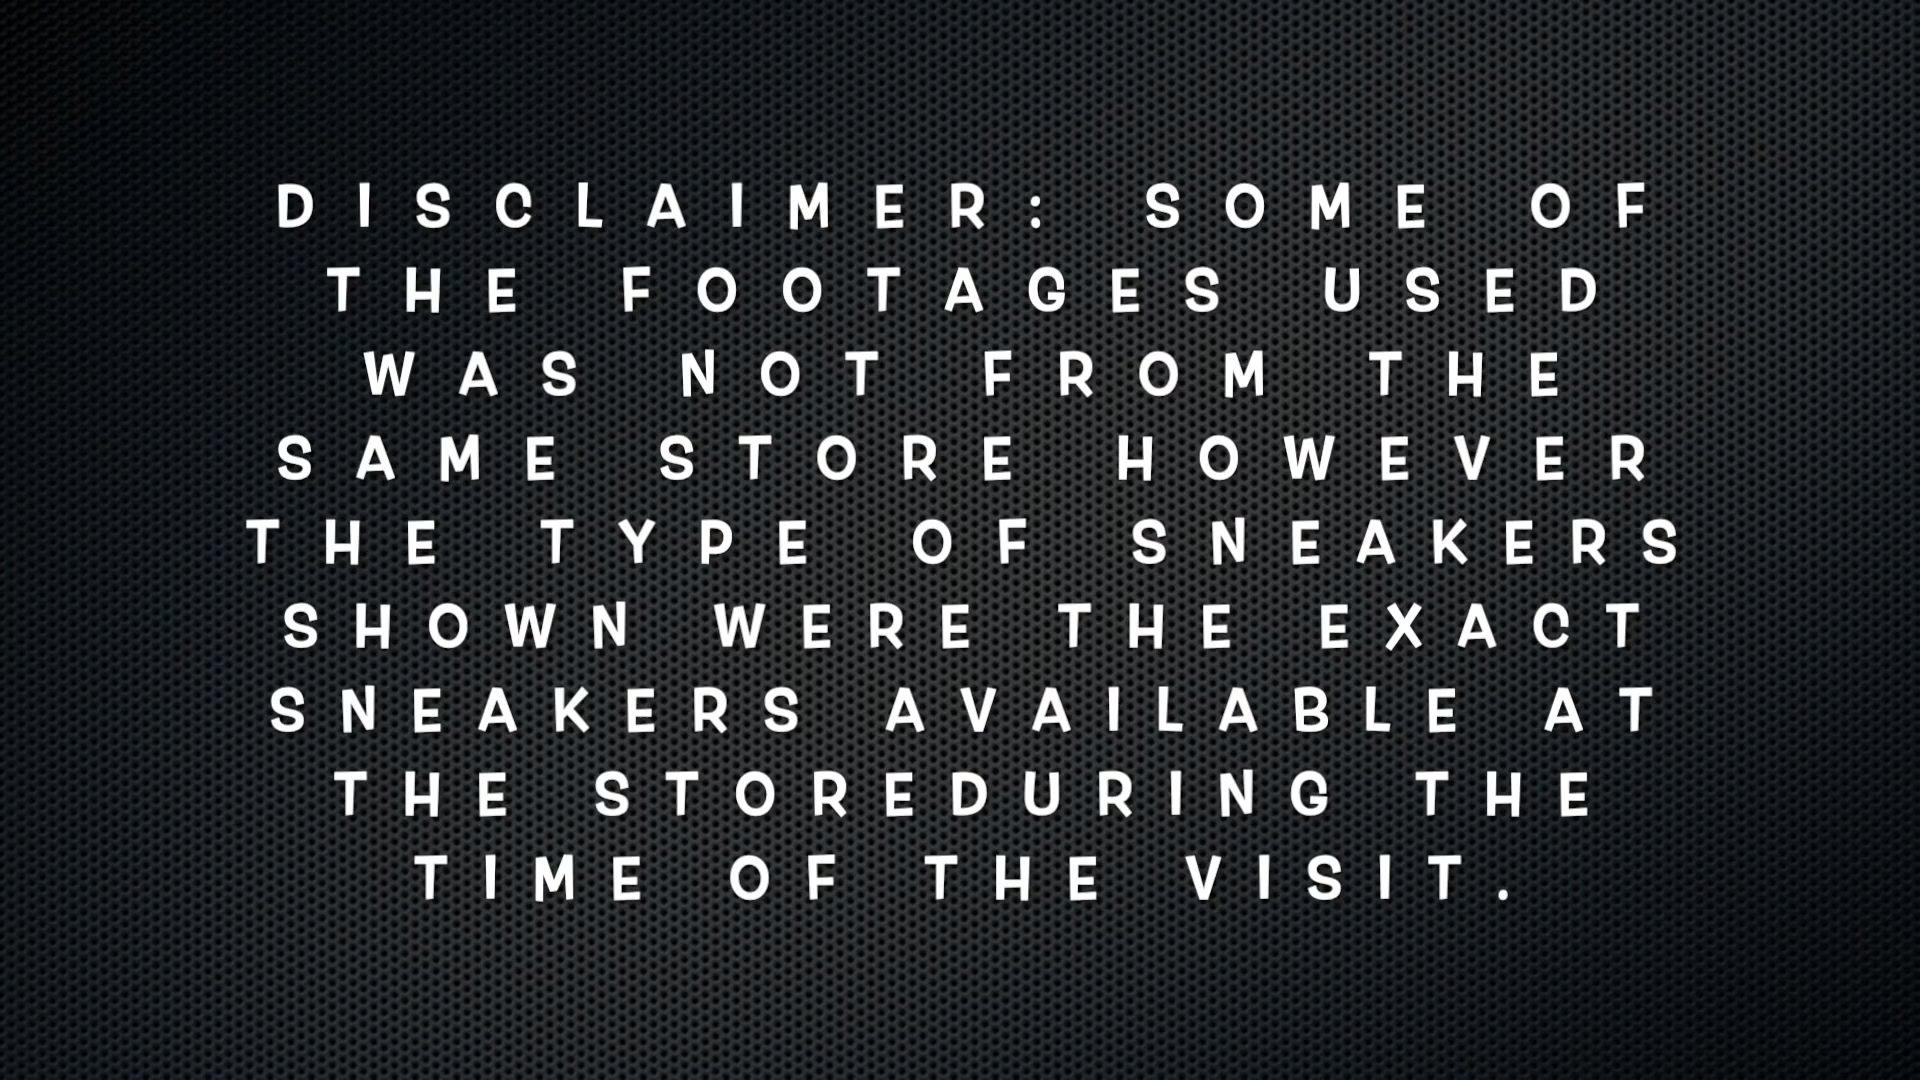 DISCLAIMER: SOME OF
THE FOOTAGES USED
WAS NOT FROM THE
SAME STORE HOWEVER
THE TYPE OF SNEAKERS
SHOWN WERE THE EXACT
SNEAKERS AVAILABLE AT
THE STOREDURING THE
TIME OF THE VISIT.